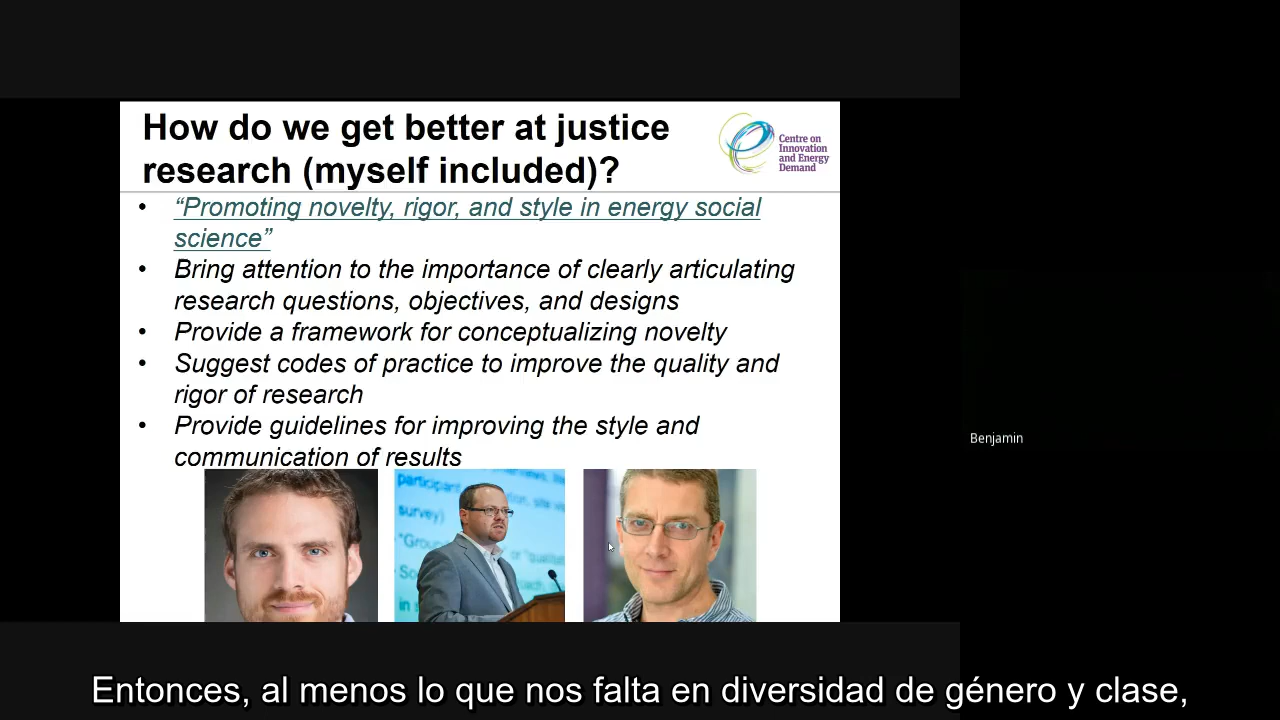 How do we get better at justice
research (myself included)?
Centre on
Innovation
and Energy
Demand
• “Promoting novelty, rigor, and style in energy social
science”
• Bring attention to the importance of clearly articulating
research questions, objectives, and designs
• Provide a framework for conceptualizing novelty
• Suggest codes of practice to improve the quality and
rigor of research
• Provide guidelines for improving the style and
communication of results
participant
survey)
Benjamin
Entonces, al menos lo que nos falta en diversidad de género y clase,